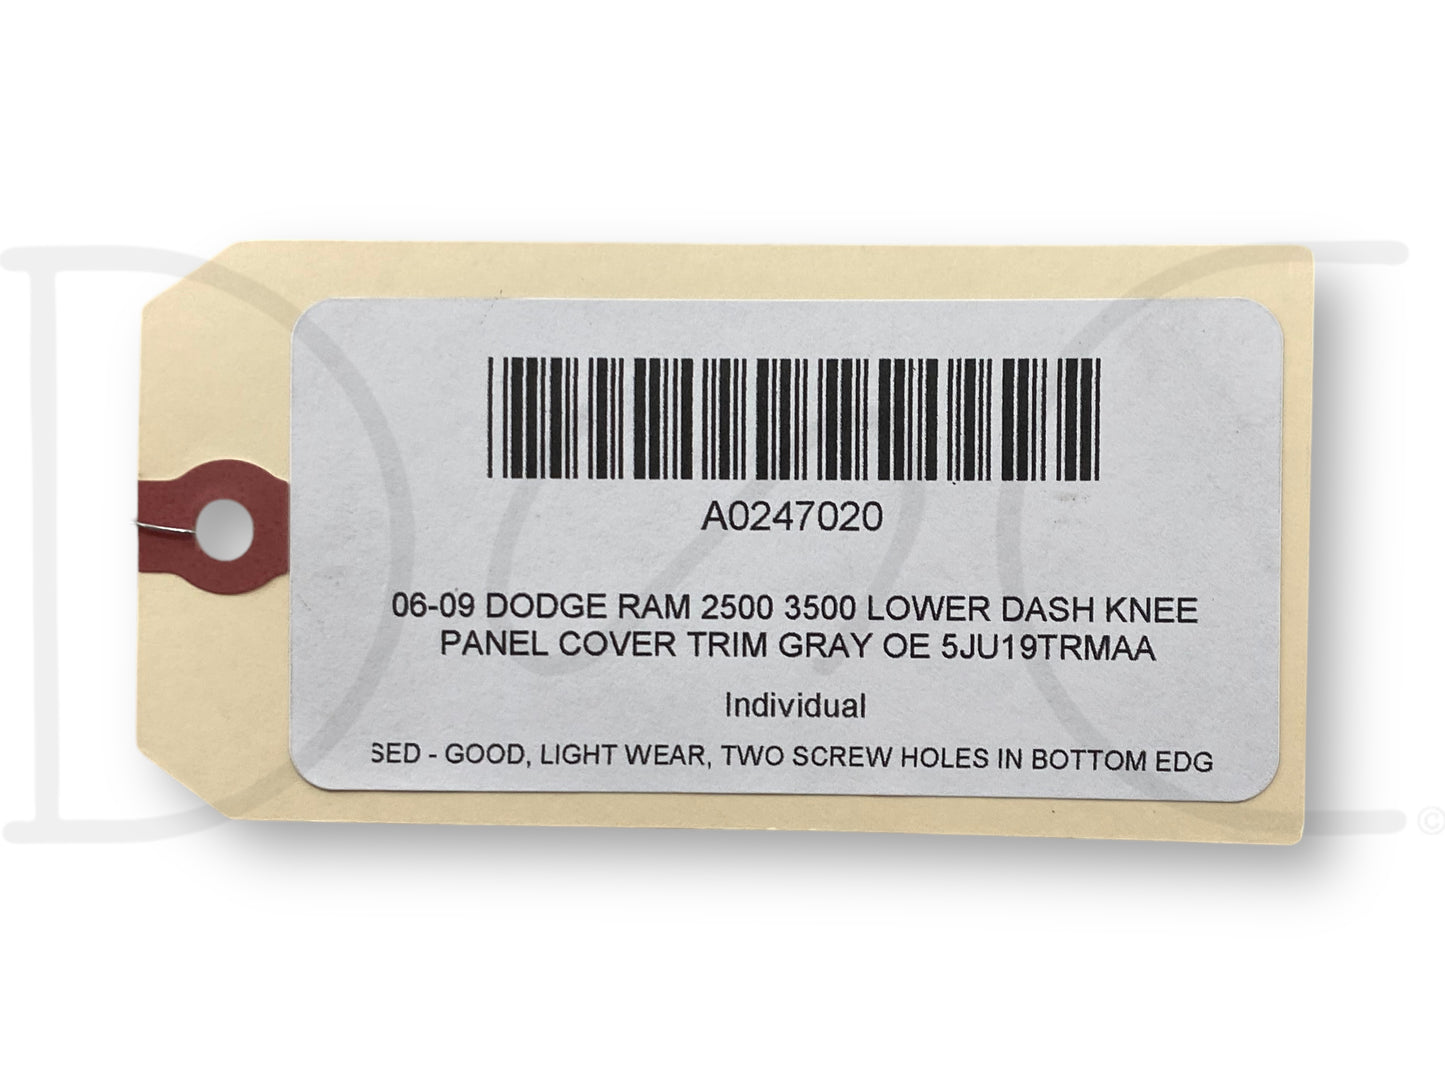 A0247020
06-09 DODGE RAM 2500 3500 LOWER DASH KNEE
PANEL COVER TRIM GRAY OE 5JU19TRMAA
Individual
SED - GOOD, LIGHT WEAR, TWO SCREW HOLES IN BOTTOM EDG
©